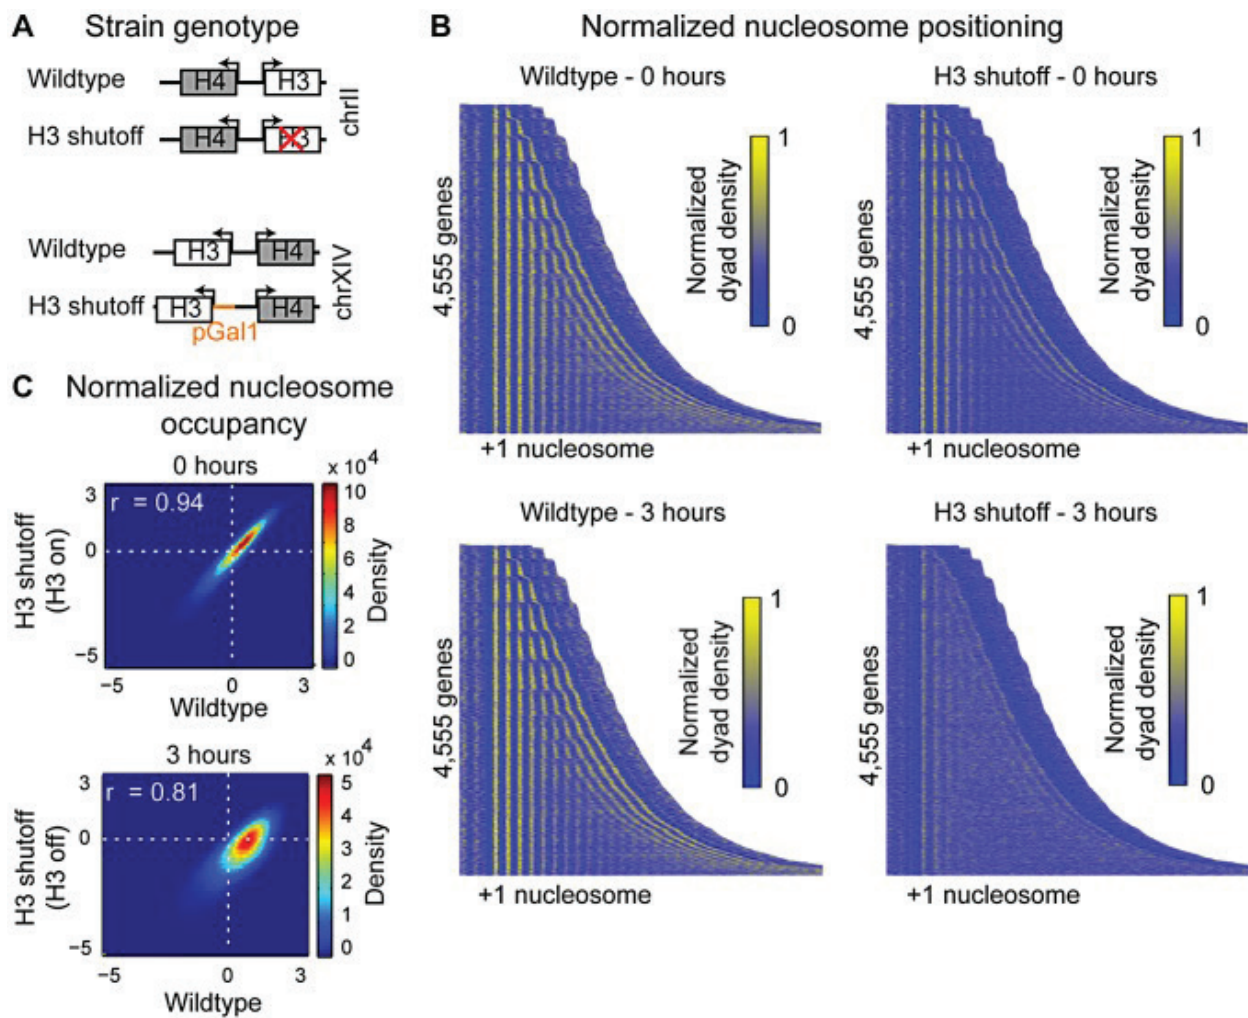 A Strain genotype
Wildtype H4 H3
H3 shutoff H4 H3
chrII
Wildtype H3 H4
H3 shutoff H3 H4
pGal1
chrXIV
B Normalized nucleosome positioning
Wildtype - 0 hours
4,555 genes
Normalized
dyad density
1
0
+1 nucleosome
H3 shutoff - 0 hours
4,555 genes
Normalized
dyad density
1
0
+1 nucleosome
Wildtype - 3 hours
4,555 genes
Normalized
dyad density
1
0
+1 nucleosome
H3 shutoff - 3 hours
4,555 genes
Normalized
dyad density
1
0
+1 nucleosome
C Normalized nucleosome
occupancy
0 hours
x 10^4
r = 0.94
H3 shutoff
(H3 on)
3
0
−5
−5 0 3
Wildtype
10
8
6
4
2
0
Density
3 hours
x 10^4
r = 0.81
H3 shutoff
(H3 off)
3
0
−5
−5 0 3
Wildtype
5
4
3
2
1
0
Density